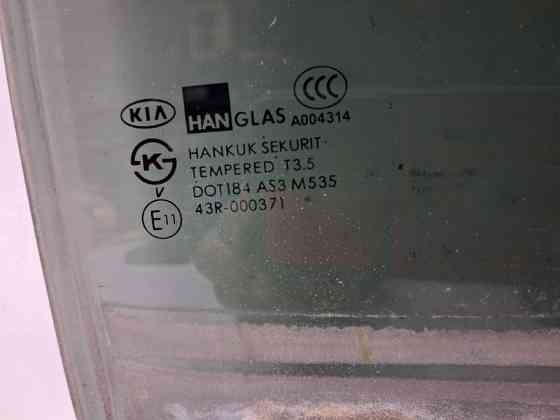 KIA HANGLAS CCC
A004314
K HANKUK SEKURIT
TEMPERED T3.5
V DOT184 AS3 M535
E11 43R-000371